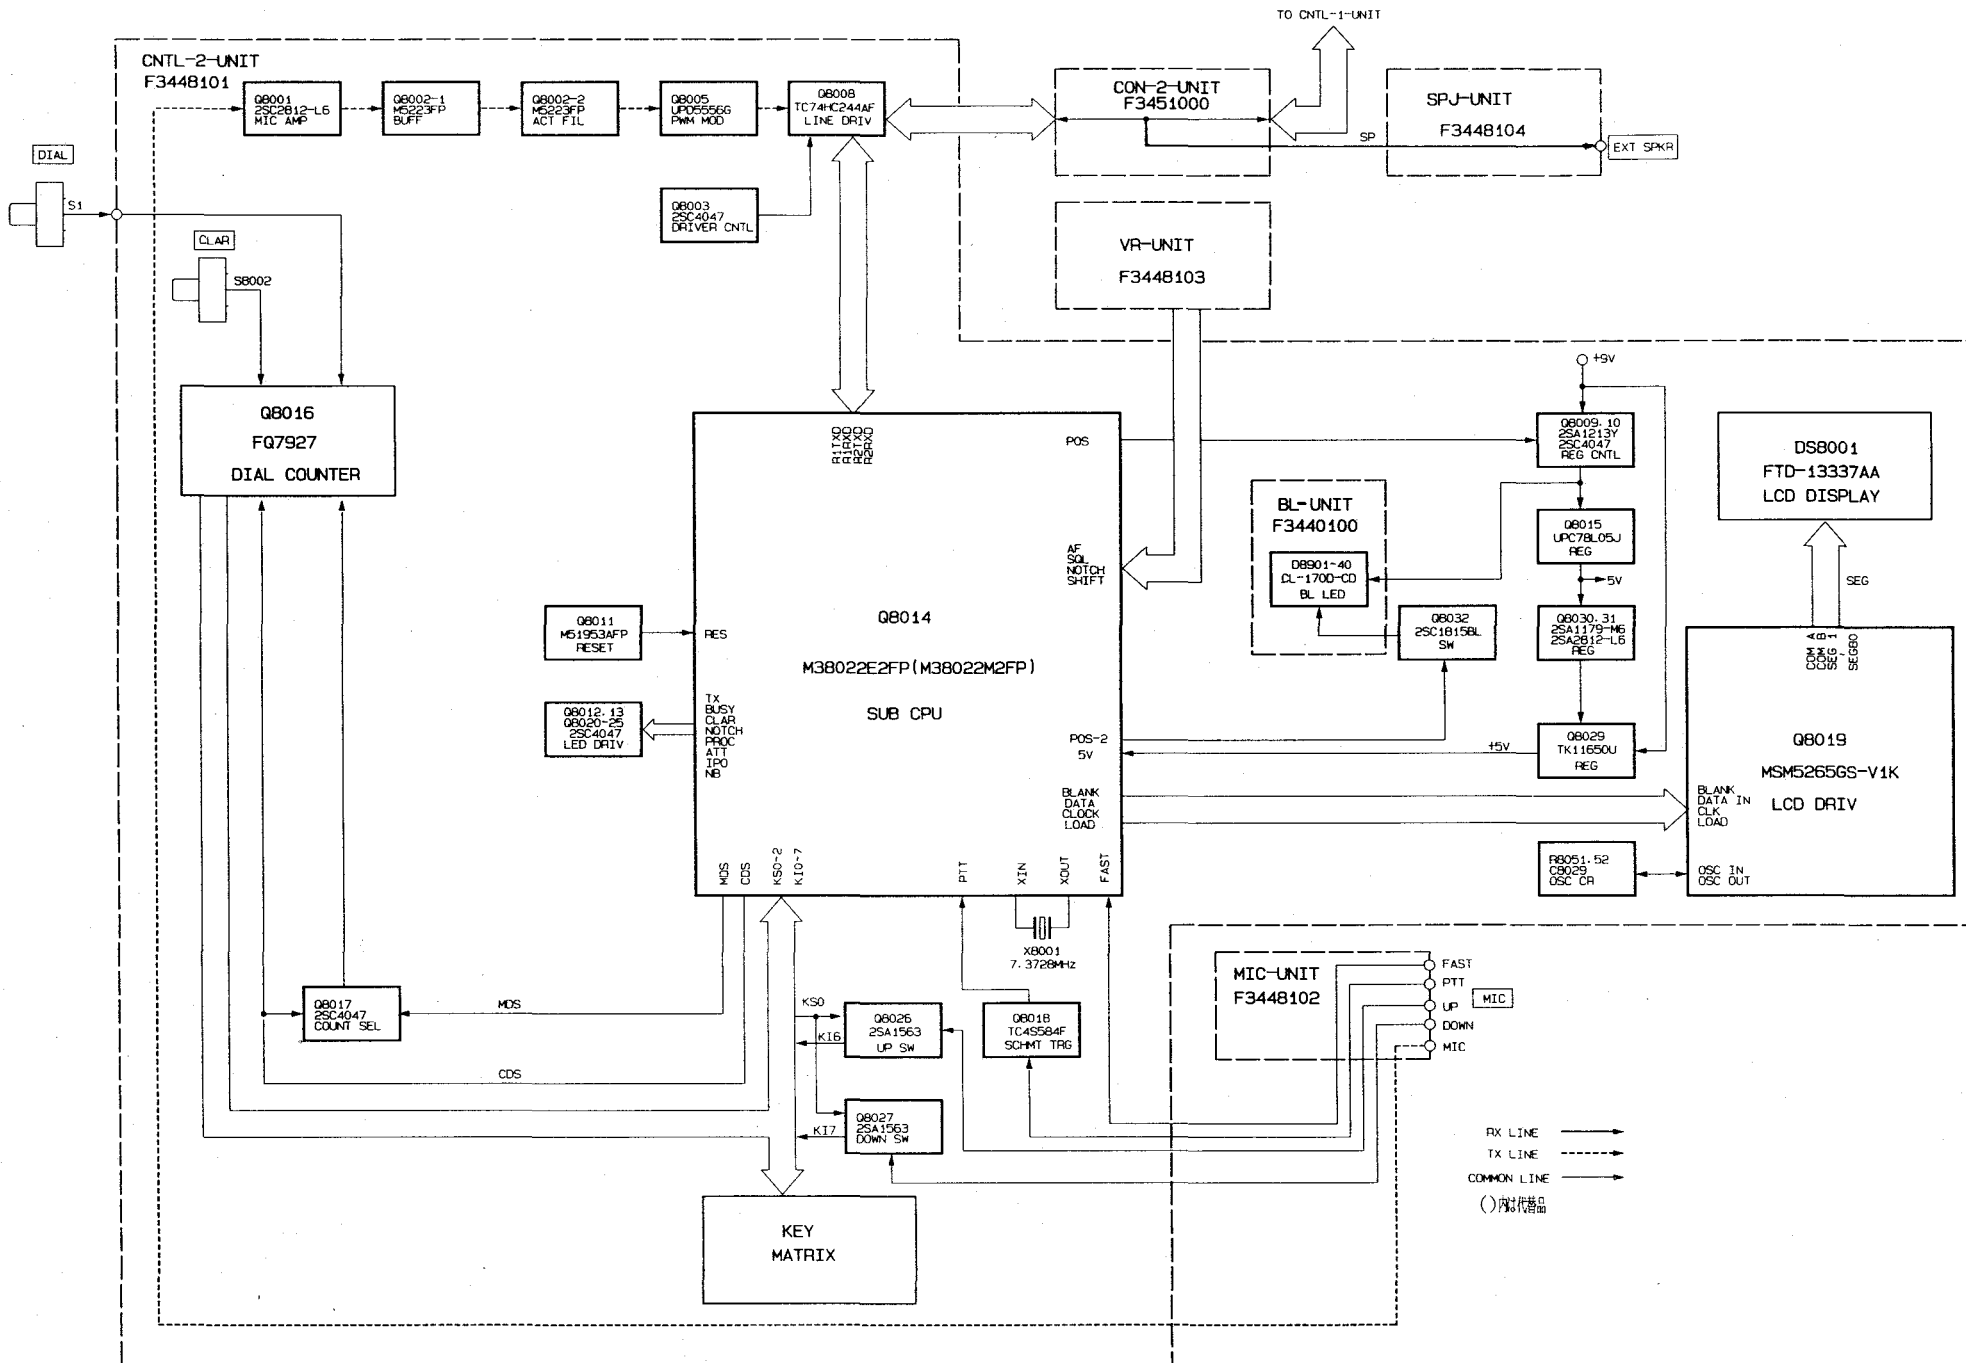 TO CNTL-1-UNIT
CNTL-2-UNIT
F3448101
Q8001
2SC2812-L6
MIC AMP
Q8002-1
M5223FP
BUFF
Q8002-2
M5223FP
ACT FIL
Q8005
UPD5556G
PWM MOD
Q8008
TC74HC244AF
LINE DRIV
CON-2-UNIT
F3451000
SPJ-UNIT
F3448104
SP
EXT SPKR
DIAL
S1
Q8003
2SC4047
DRIVER CNTL
CLAR
S8002
VR-UNIT
F3448103
+9V
Q8016
FQ7927
DIAL COUNTER
R1TXD
R1RXD
R2TXD
R2RXD
POS
Q8009.10
2SA1213Y
2SC4047
REG CNTL
DS8001
FTD-13337AA
LCD DISPLAY
BL-UNIT
F3440100
Q8015
UPC78L05J
REG
AF
SQL
NOTCH
SHIFT
D8901-40
CL-170D-CD
BL LED
5V
SEG
Q8011
M51953AFP
RESET
RES
Q8014
M38022E2FP(M38022M2FP)
SUB CPU
Q8032
2SC1815BL
SW
Q8030.31
2SA1179-M6
2SA2812-L6
REG
COM A
COM B
SEG 1
~
SEG80
Q8012.13
Q8020-25
2SC4047
LED DRIV
TX
BUSY
CLAR
NOTCH
PROC
ATT
IPO
NB
POS-2
5V
+5V
Q8029
TK11650U
REG
Q8019
MSM5265GS-V1K
LCD DRIV
BLANK
DATA
CLOCK
LOAD
BLANK
DATA IN
CLK
LOAD
R8051.52
C8029
OSC CR
OSC IN
OSC OUT
MDS
CDS
KS0-2
KI0-7
PTT
XIN
XOUT
FAST
X8001
7.3728MHz
MIC-UNIT
F3448102
FAST
PTT
UP
DOWN
MIC
MIC
Q8017
2SC4047
COUNT SEL
MDS
KS0
KI6
Q8026
2SA1563
UP SW
Q8018
TC4S584F
SCHMT TRG
CDS
KI7
Q8027
2SA1563
DOWN SW
RX LINE
TX LINE
COMMON LINE
()内は代替品
KEY
MATRIX